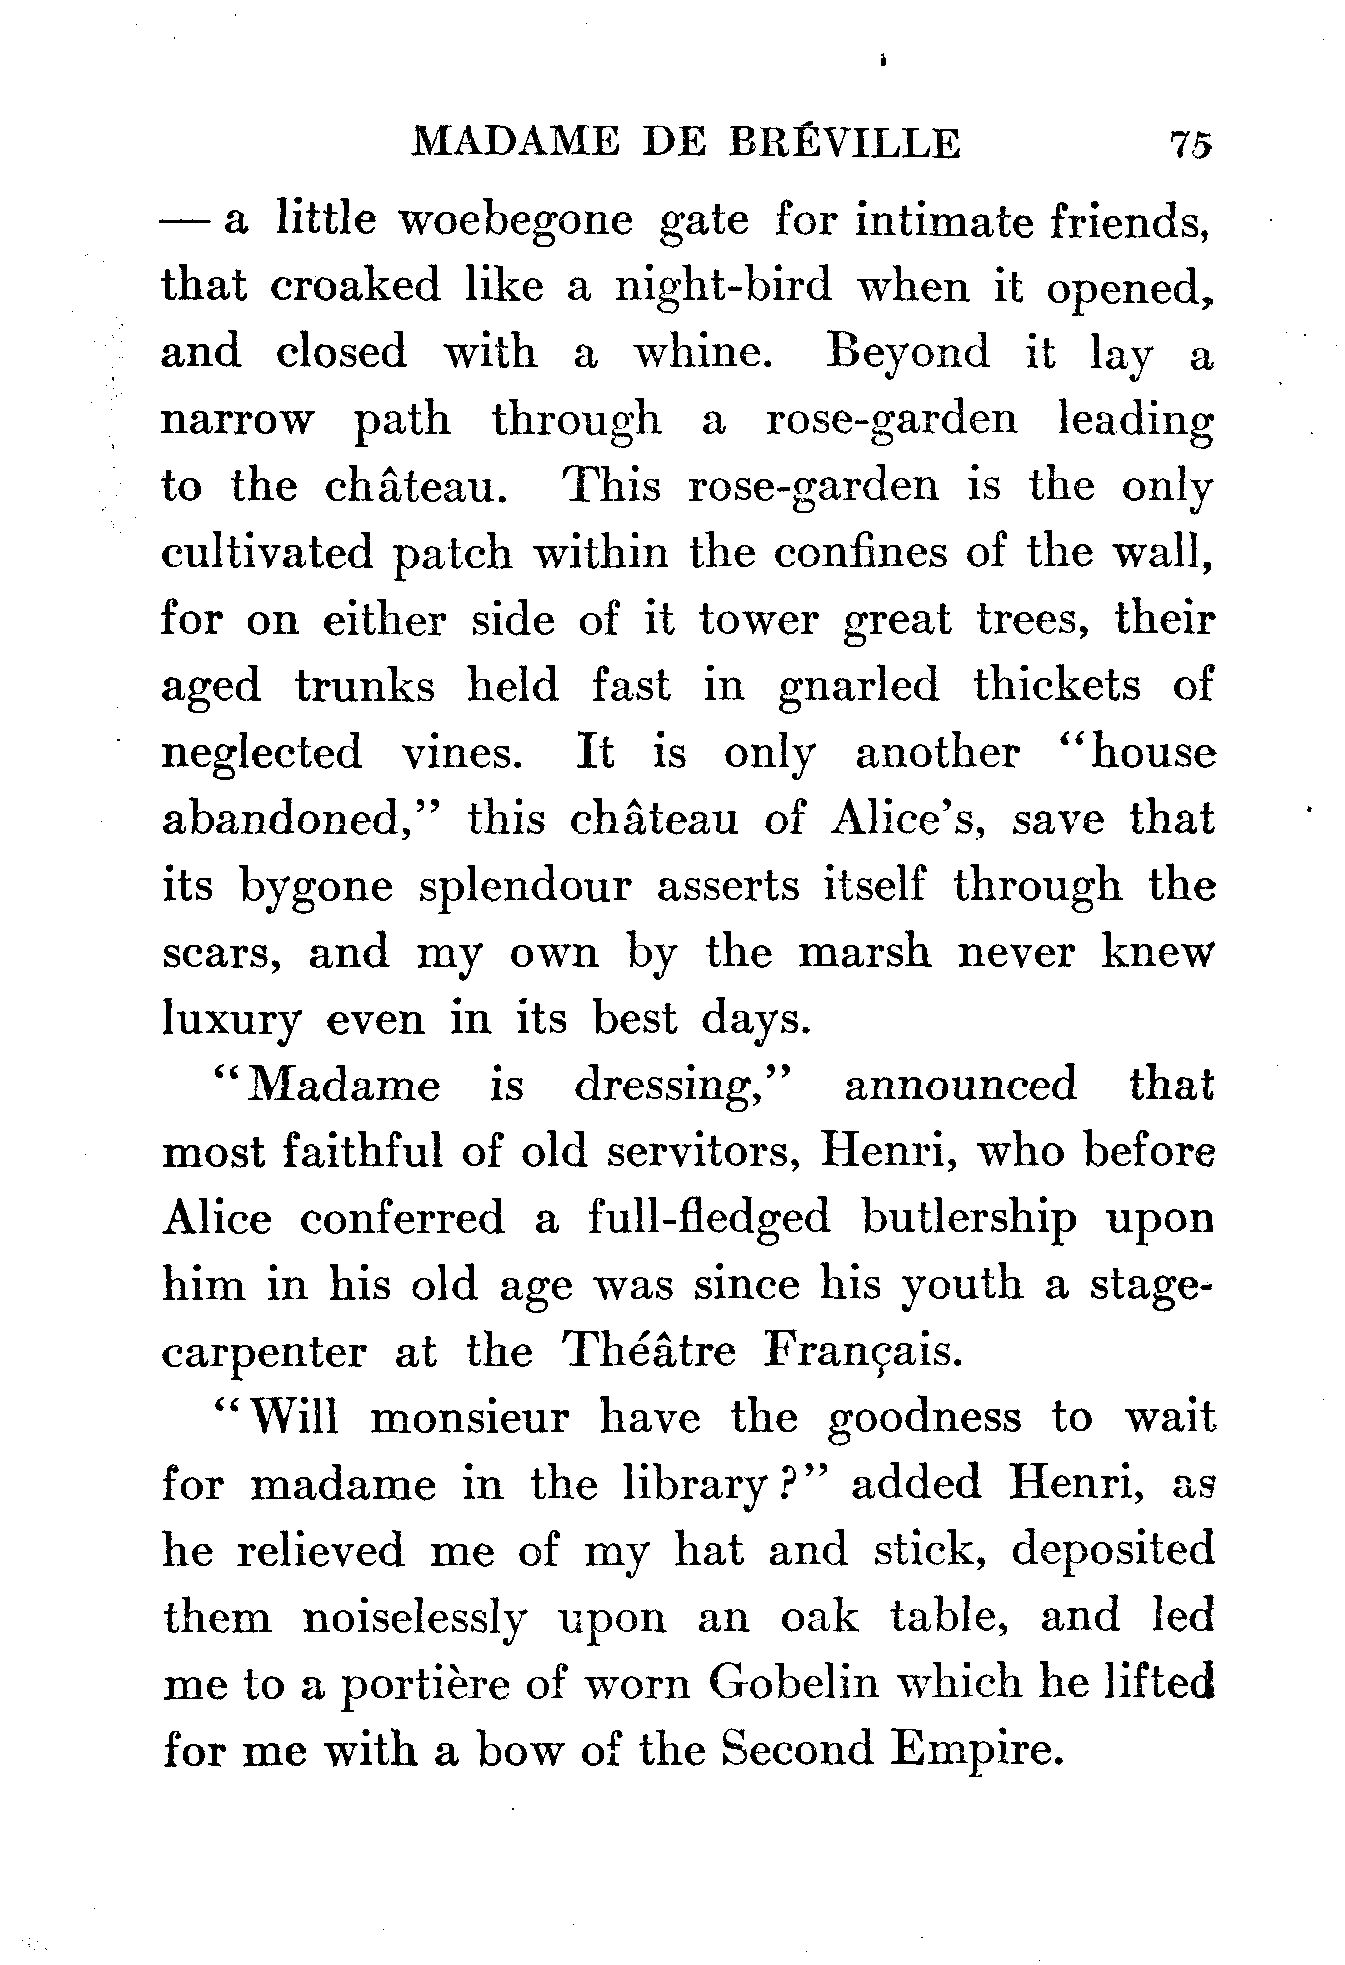 MADAME DE BRÉVILLE 75
— a little woebegone gate for intimate friends,
that croaked like a night-bird when it opened,
and closed with a whine. Beyond it lay a
narrow path through a rose-garden leading
to the château. This rose-garden is the only
cultivated patch within the confines of the wall,
for on either side of it tower great trees, their
aged trunks held fast in gnarled thickets of
neglected vines. It is only another “house
abandoned,” this château of Alice’s, save that
its bygone splendour asserts itself through the
scars, and my own by the marsh never knew
luxury even in its best days.
“Madame is dressing,” announced that
most faithful of old servitors, Henri, who before
Alice conferred a full-fledged butlership upon
him in his old age was since his youth a stage-
carpenter at the Théâtre Français.
“Will monsieur have the goodness to wait
for madame in the library?” added Henri, as
he relieved me of my hat and stick, deposited
them noiselessly upon an oak table, and led
me to a portière of worn Gobelin which he lifted
for me with a bow of the Second Empire.